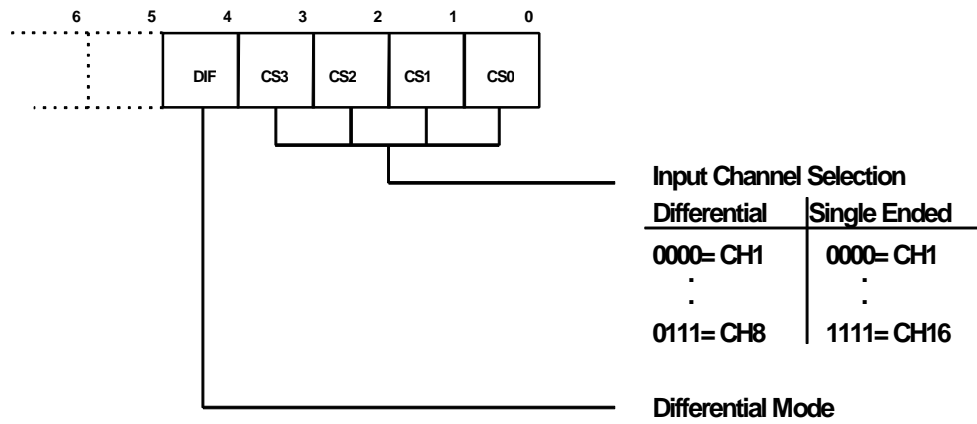 6 5 4 3 2 1 0
DIF CS3 CS2 CS1 CS0
Input Channel Selection
Differential Single Ended
0000= CH1 0000= CH1
. .
. .
0111= CH8 1111= CH16
Differential Mode